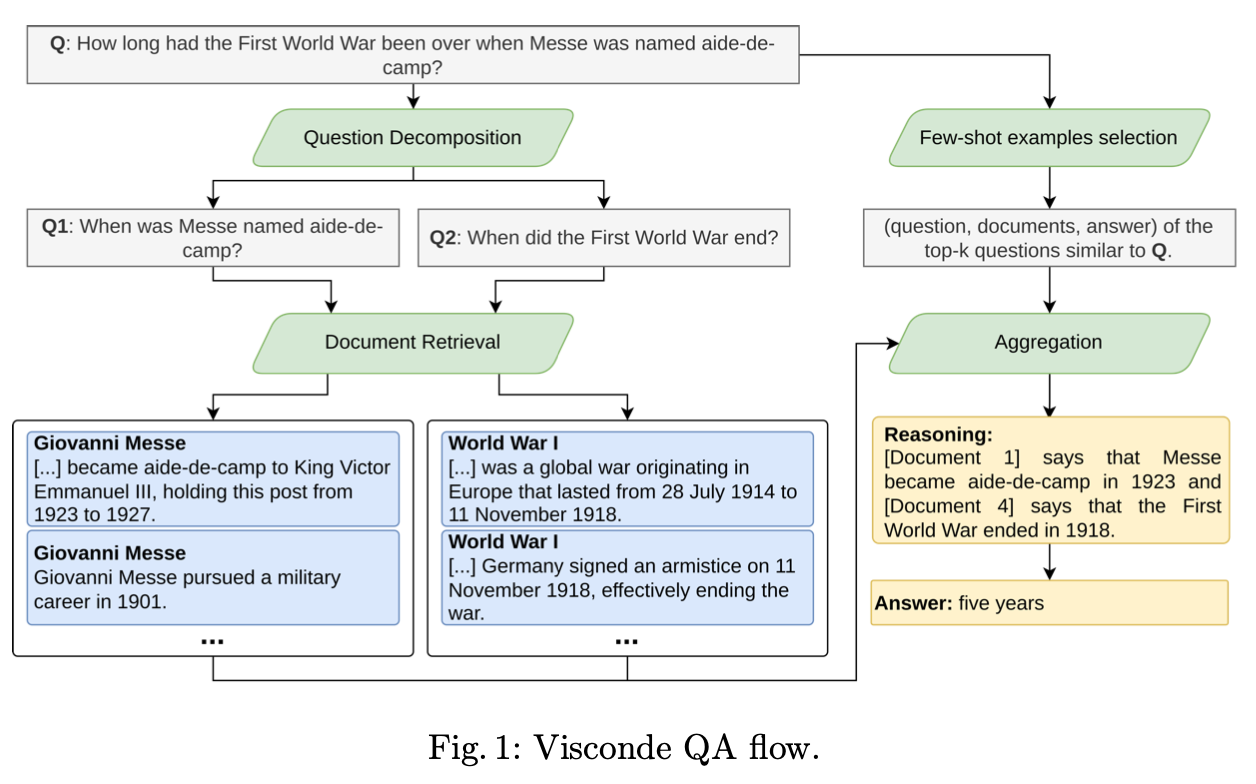 Q: How long had the First World War been over when Messe was named aide-de-
camp?
Question Decomposition
Few-shot examples selection
Q1: When was Messe named aide-de-
camp?
Q2: When did the First World War end?
(question, documents, answer) of the
top-k questions similar to Q.
Document Retrieval
Aggregation
Giovanni Messe
[...] became aide-de-camp to King Victor
Emmanuel III, holding this post from
1923 to 1927.
Giovanni Messe
Giovanni Messe pursued a military
career in 1901.
...
World War I
[...] was a global war originating in
Europe that lasted from 28 July 1914 to
11 November 1918.
World War I
[...] Germany signed an armistice on 11
November 1918, effectively ending the
war.
...
Reasoning:
[Document 1] says that Messe
became aide-de-camp in 1923 and
[Document 4] says that the First
World War ended in 1918.
Answer: five years
Fig. 1: Visconde QA flow.